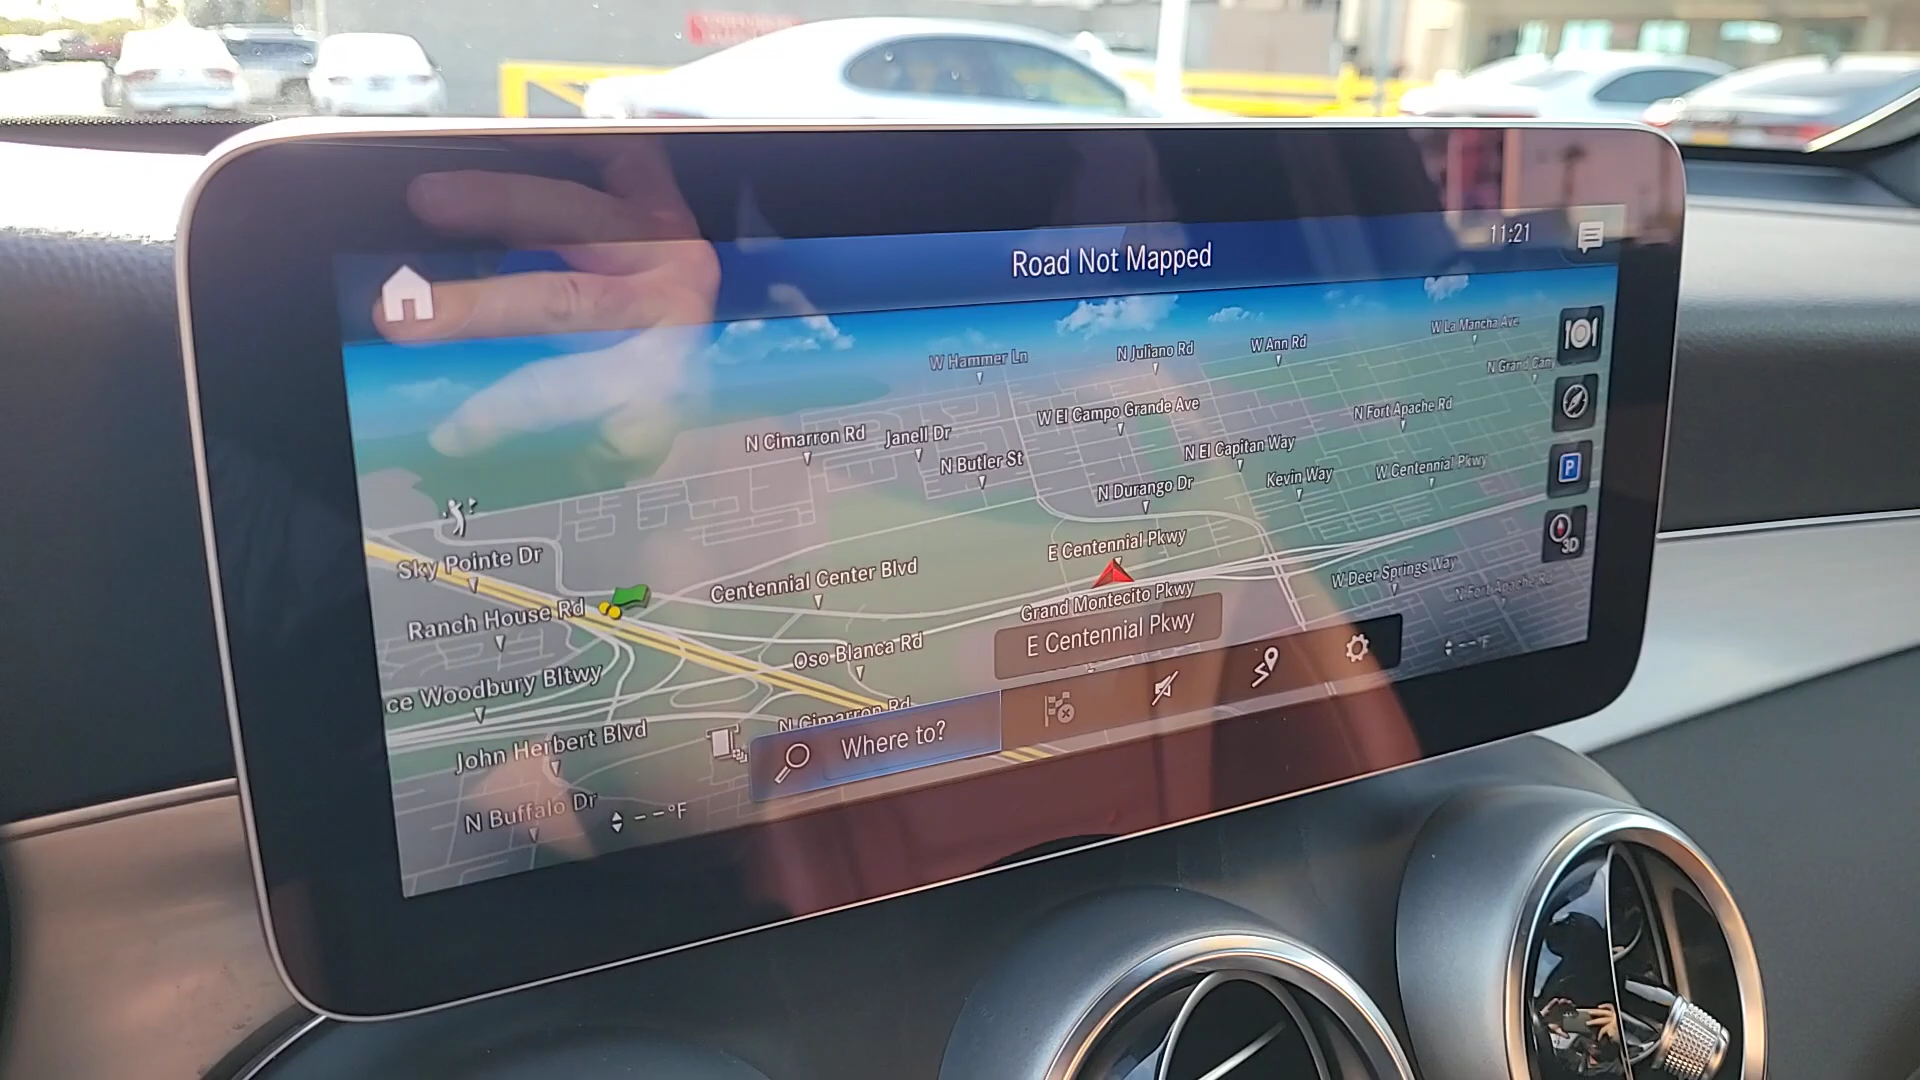 Road Not Mapped
11:21
W La Mancha Ave
W Ann Rd
N Juliano Rd
W Hammer Ln
N Grand Can
W El Campo Grande Ave
N Fort Apache Rd
N Cimarron Rd
Janell Dr
N El Capitan Way
N Butler St
Kevin Way
W Centennial Pkwy
P
N Durango Dr
E Centennial Pkwy
3D
Sky Pointe Dr
Centennial Center Blvd
W Deer Springs Way
Grand Montecito Pkwy
N Fort Apache Rd
Ranch House Rd
E Centennial Pkwy
Oso Blanca Rd
--°F
ce Woodbury Bltwy
N Cimarron Rd
John Herbert Blvd
Where to?
N Buffalo Dr
--°F